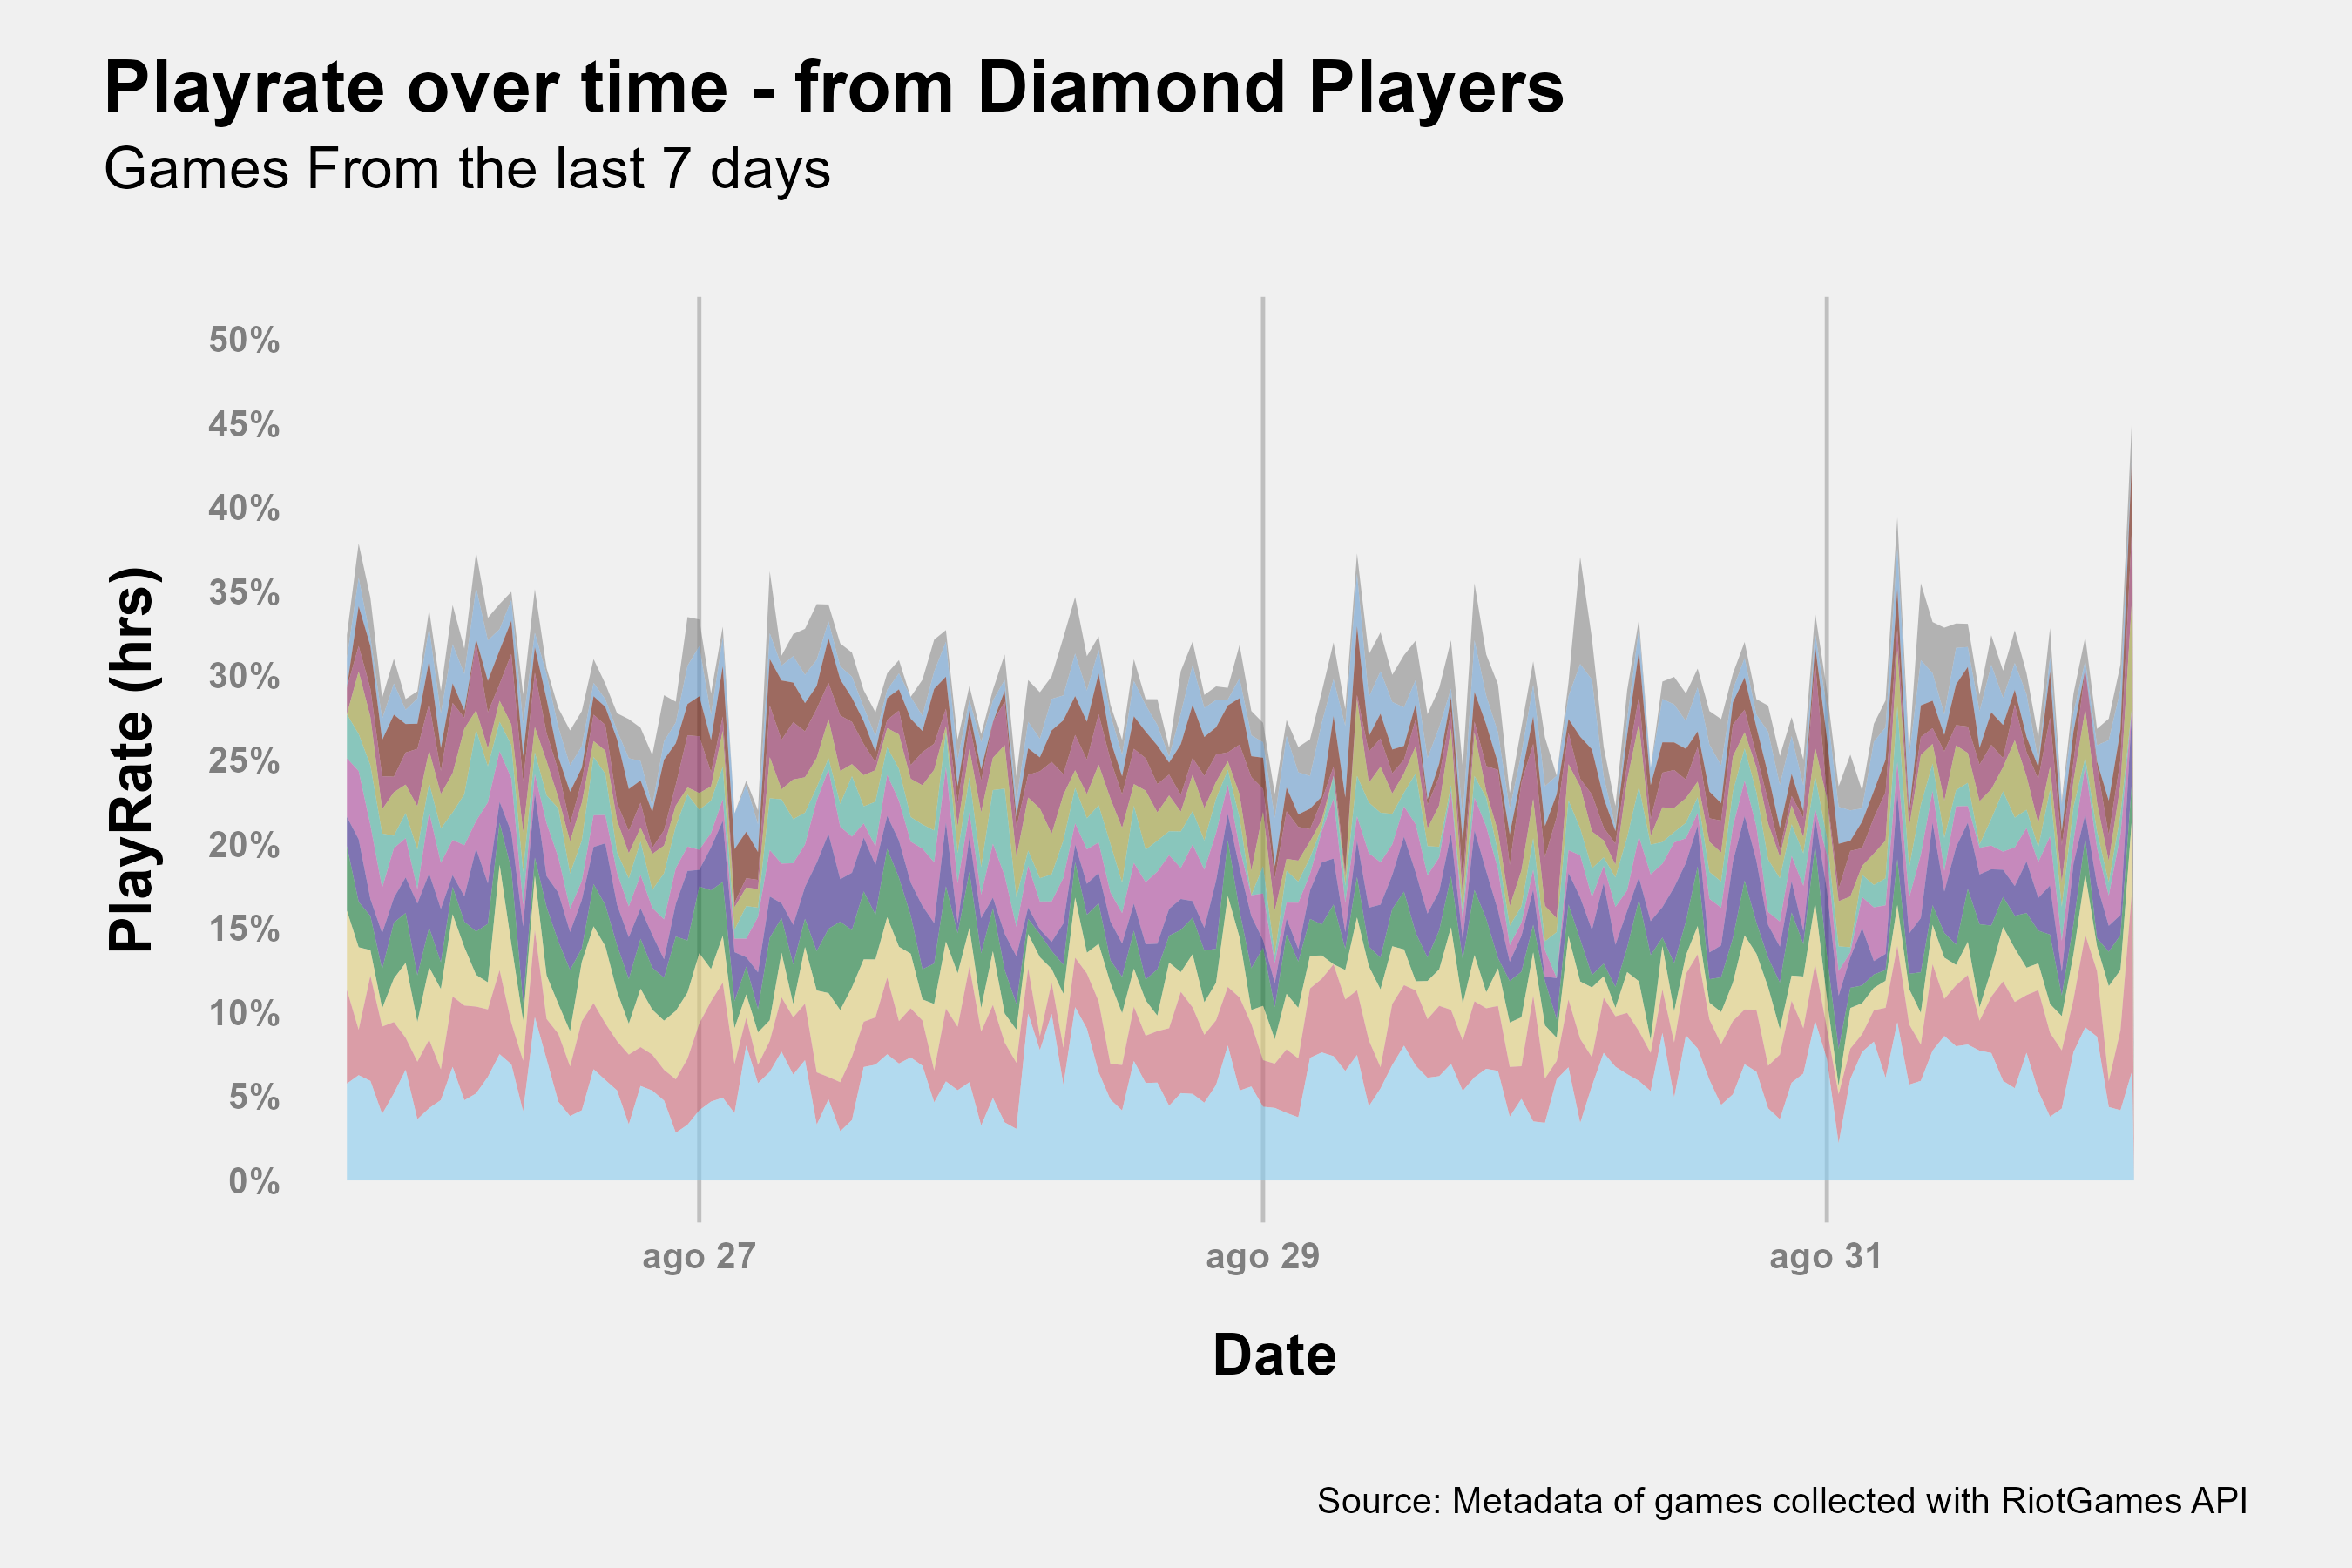 Playrate over time - from Diamond Players
Games From the last 7 days
50%
45%
40%
35%
30%
25%
20%
15%
10%
5%
0%
PlayRate (hrs)
ago 27
ago 29
ago 31
Date
Source: Metadata of games collected with RiotGames API